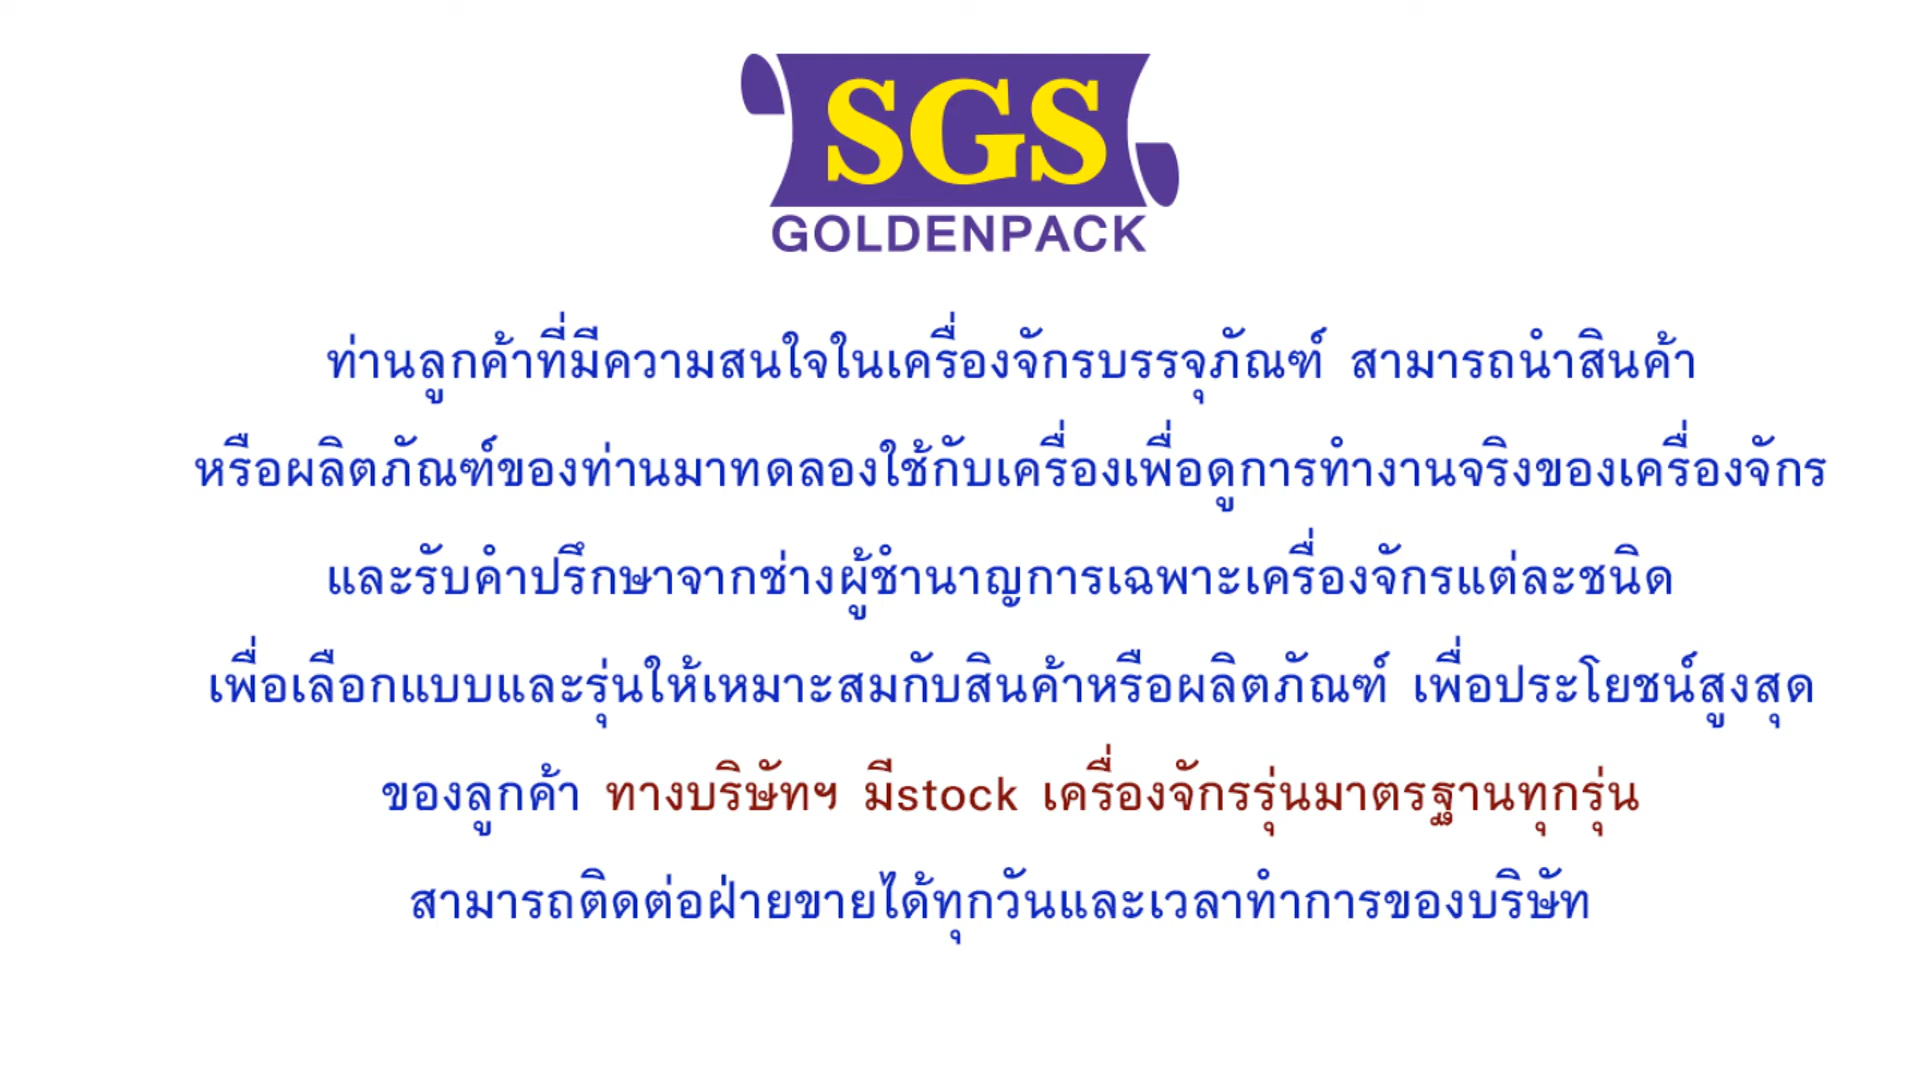 SGS
GOLDENPACK
ท่านลูกค้าที่มีความสนใจในเครื่องจักรบรรจุภัณฑ์ สามารถนำสินค้า
หรือผลิตภัณฑ์ของท่านมาทดลองใช้กับเครื่องเพื่อดูการทำงานจริงของเครื่องจักร
และรับคำปรึกษาจากช่างผู้ชำนาญการเฉพาะเครื่องจักรแต่ละชนิด
เพื่อเลือกแบบและรุ่นให้เหมาะสมกับสินค้าหรือผลิตภัณฑ์ เพื่อประโยชน์สูงสุด
ของลูกค้า ทางบริษัทฯ มีstock เครื่องจักรรุ่นมาตรฐานทุกรุ่น
สามารถติดต่อฝ่ายขายได้ทุกวันและเวลาทำการของบริษัท